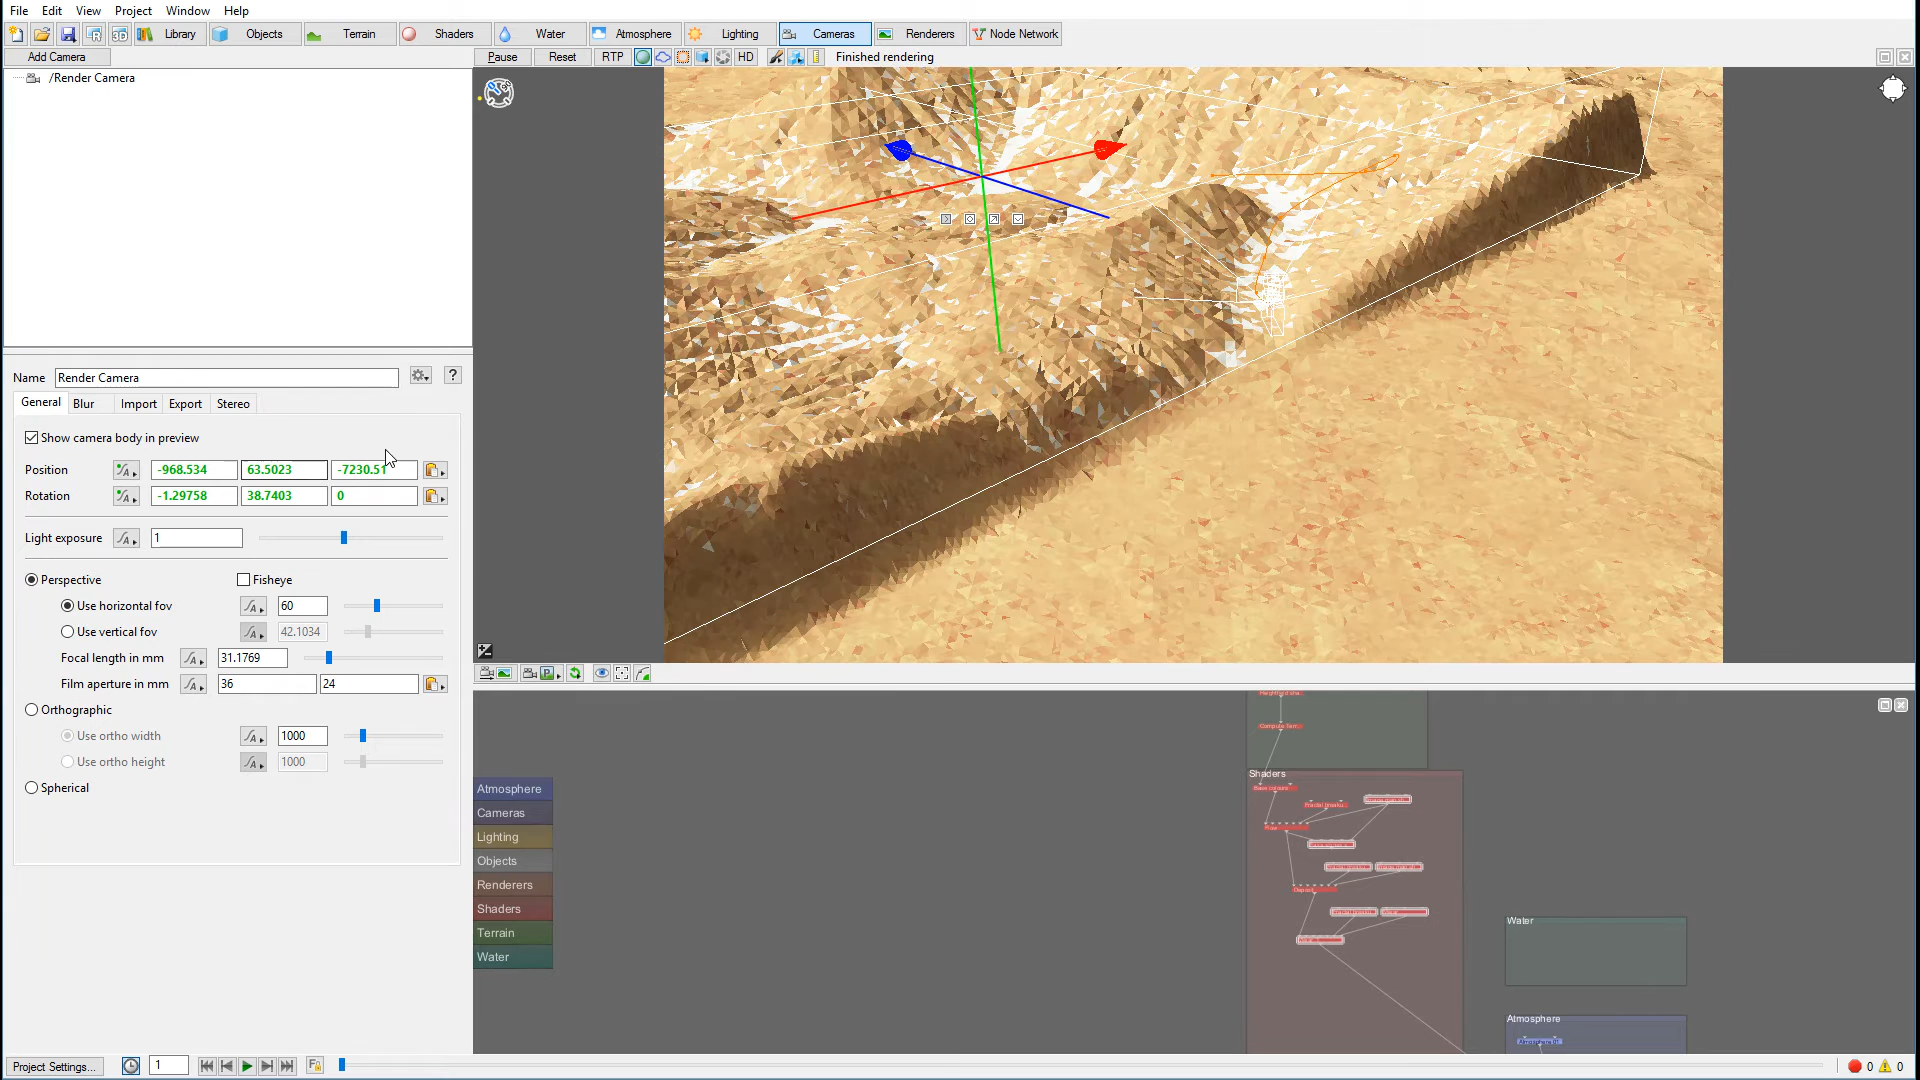 File Edit View Project Window Help
Library Objects Terrain Shaders Water Atmosphere Lighting Cameras Renderers Node Network
Add Camera
Pause Reset RTP HD Finished rendering
/Render Camera
Name Render Camera ?
General Blur Import Export Stereo
Show camera body in preview
Position -968.534 63.5023 -7230.51
Rotation -1.29758 38.7403 0
Light exposure 1
Perspective Fisheye
Use horizontal fov 60
Use vertical fov 42.1034
Focal length in mm 31.1769
Film aperture in mm 36 24
Orthographic
Use ortho width 1000
Use ortho height 1000
Spherical
Atmosphere
Cameras
Lighting
Objects
Renderers
Shaders
Terrain
Water
Compute Terr...
Shaders
Base colours
Water
Atmosphere
Project Settings... 1 0 0